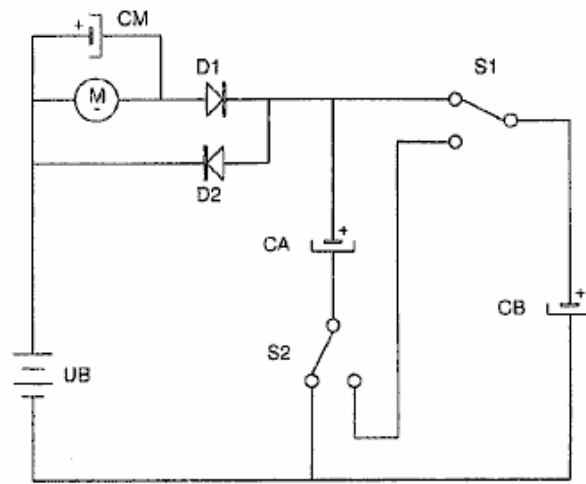 +
CM
M
-
D1
S1
D2
CA
+
CB
+
S2
UB